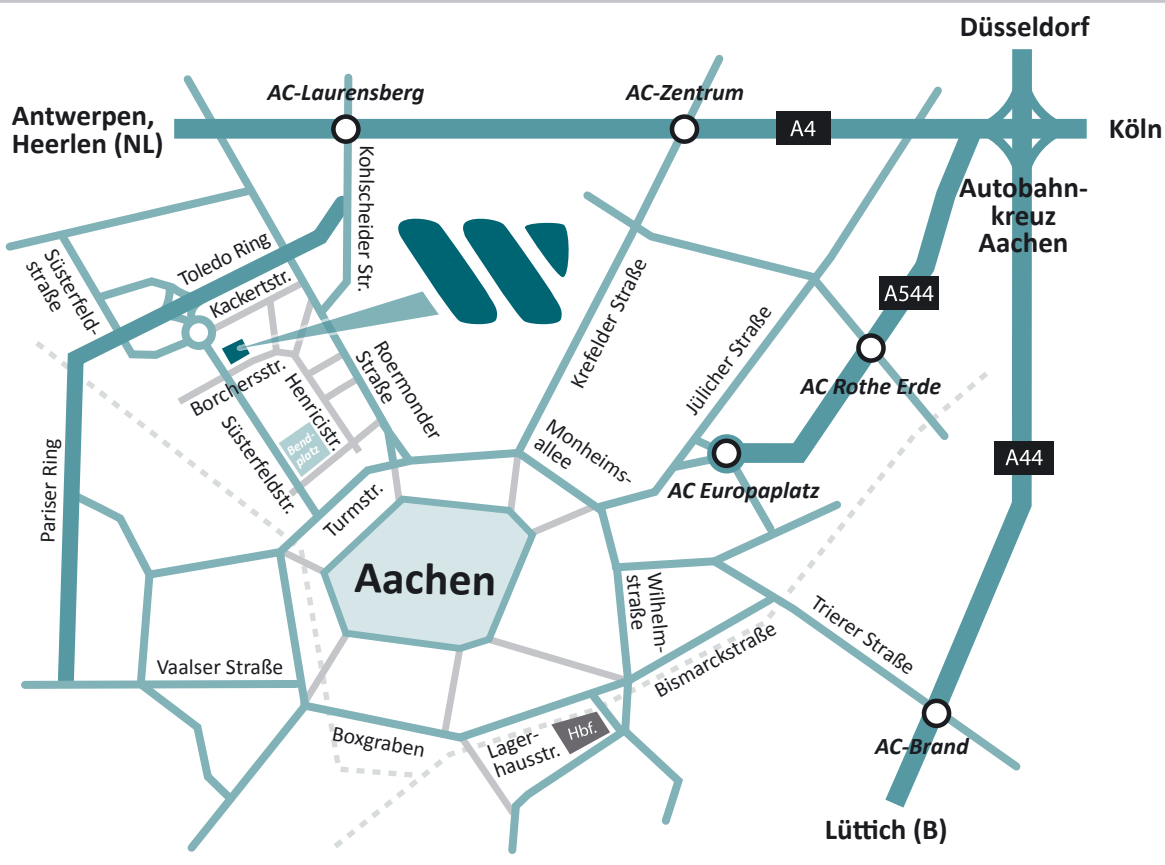 Düsseldorf
AC-Laurensberg
AC-Zentrum
Antwerpen,
Heerlen (NL)
A4
Köln
Kohlscheider Str.
Autobahn-
kreuz
Aachen
Toledo Ring
Süsterfeld-
straße
Kackertstr.
A544
Krefelder Straße
Jülicher Straße
Roermonder
Straße
AC Rothe Erde
Borchersstr.
Henricistr.
Süsterfeldstr.
Bend-
platz
Monheims-
allee
A44
Pariser Ring
AC Europaplatz
Turmstr.
Aachen
Wilhelm-
straße
Trierer Straße
Bismarckstraße
Vaalser Straße
Boxgraben
Lager-
hausstr.
Hbf.
AC-Brand
Lüttich (B)